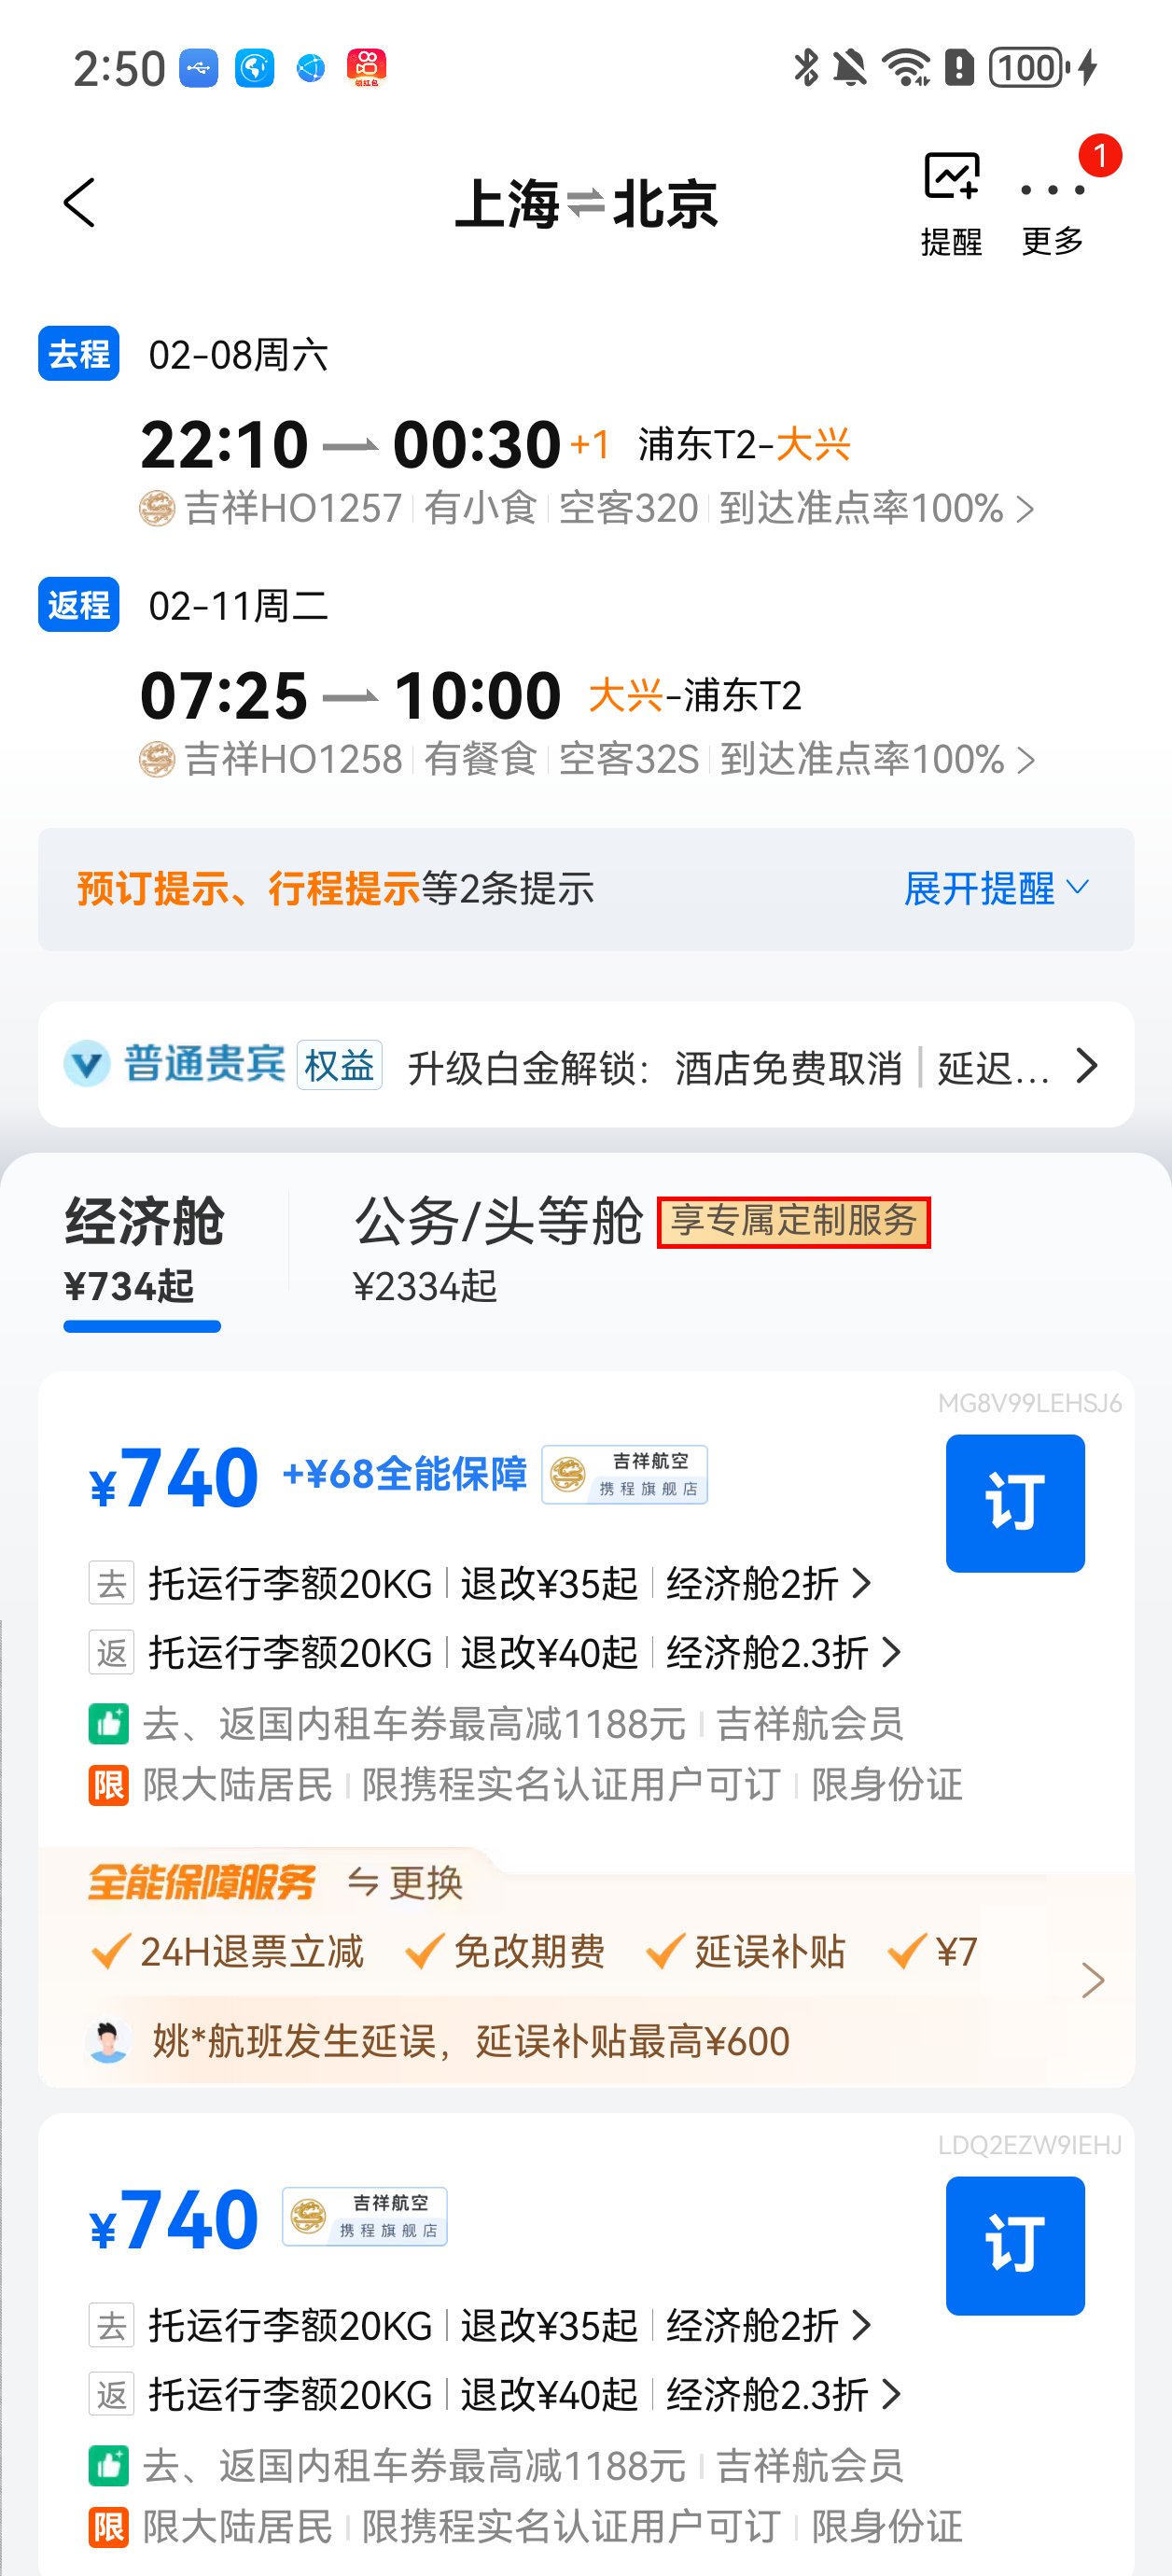 2:50
领红包
100
上海⇌北京
提醒
更多
1
去程 02-08周六
22:10 00:30 +1 浦东T2-大兴
吉祥HO1257 有小食 空客320 到达准点率100%
返程 02-11周二
07:25 10:00 大兴-浦东T2
吉祥HO1258 有餐食 空客32S 到达准点率100%
预订提示、行程提示等2条提示 展开提醒
普通贵宾 权益 升级白金解锁：酒店免费取消 | 延迟...
经济舱 公务/头等舱 享专属定制服务
¥734起 ¥2334起
MG8V99LEHSJ6
¥740 +¥68全能保障 吉祥航空 携程旗舰店
订
去 托运行李额20KG 退改¥35起 经济舱2折
返 托运行李额20KG 退改¥40起 经济舱2.3折
去、返国内租车券最高减1188元 吉祥航会员
限 限大陆居民 限携程实名认证用户可订 限身份证
全能保障服务 更换
24H退票立减 免改期费 延误补贴 ¥7
姚*航班发生延误，延误补贴最高¥600
LDQ2EZW9IEHJ
¥740 吉祥航空 携程旗舰店
订
去 托运行李额20KG 退改¥35起 经济舱2折
返 托运行李额20KG 退改¥40起 经济舱2.3折
去、返国内租车券最高减1188元 吉祥航会员
限 限大陆居民 限携程实名认证用户可订 限身份证